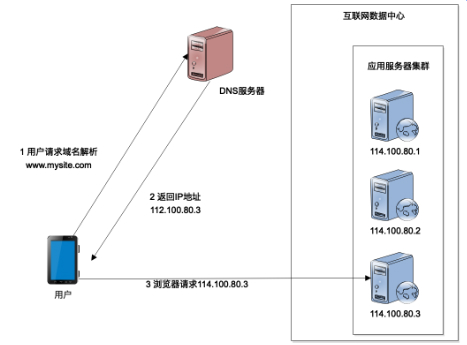 互联网数据中心
应用服务器集群
DNS服务器
114.100.80.1
1 用户请求域名解析
www.mysite.com
2 返回IP地址
112.100.80.3
114.100.80.2
3 浏览器请求114.100.80.3
用户
114.100.80.3